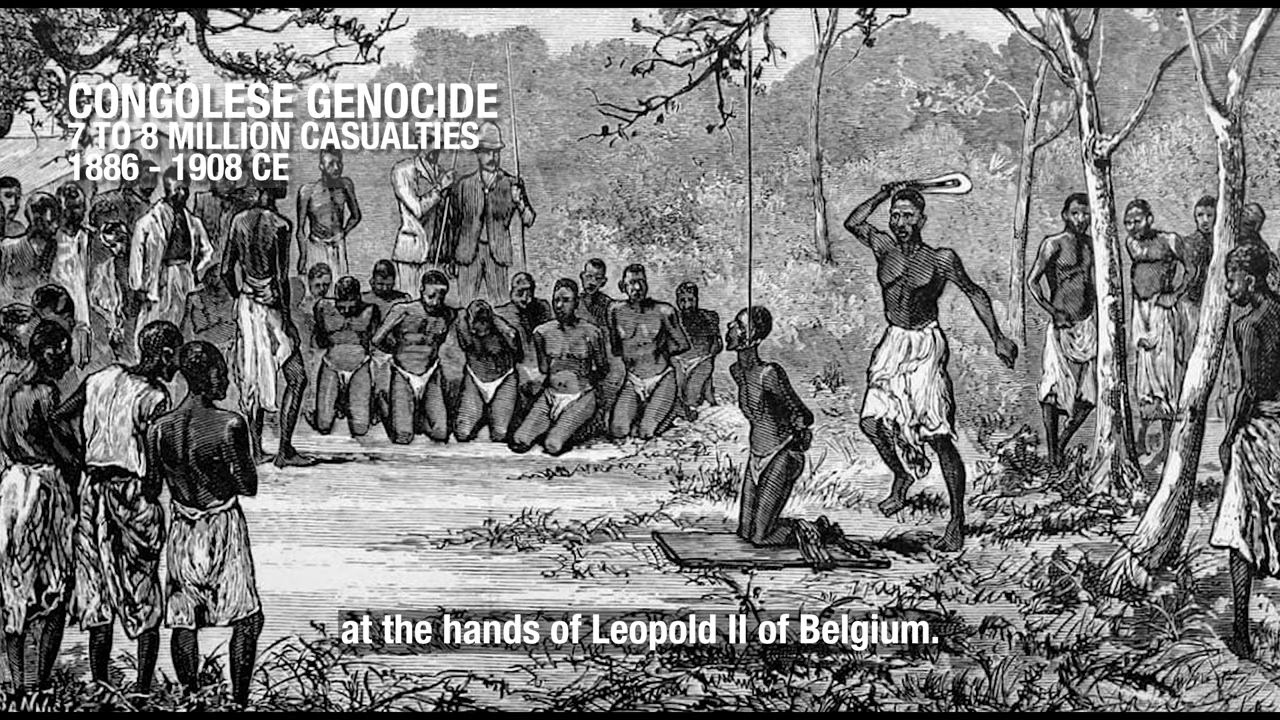 CONGOLESE GENOCIDE
7 TO 8 MILLION CASUALTIES
1886 - 1908 CE
at the hands of Leopold II of Belgium.